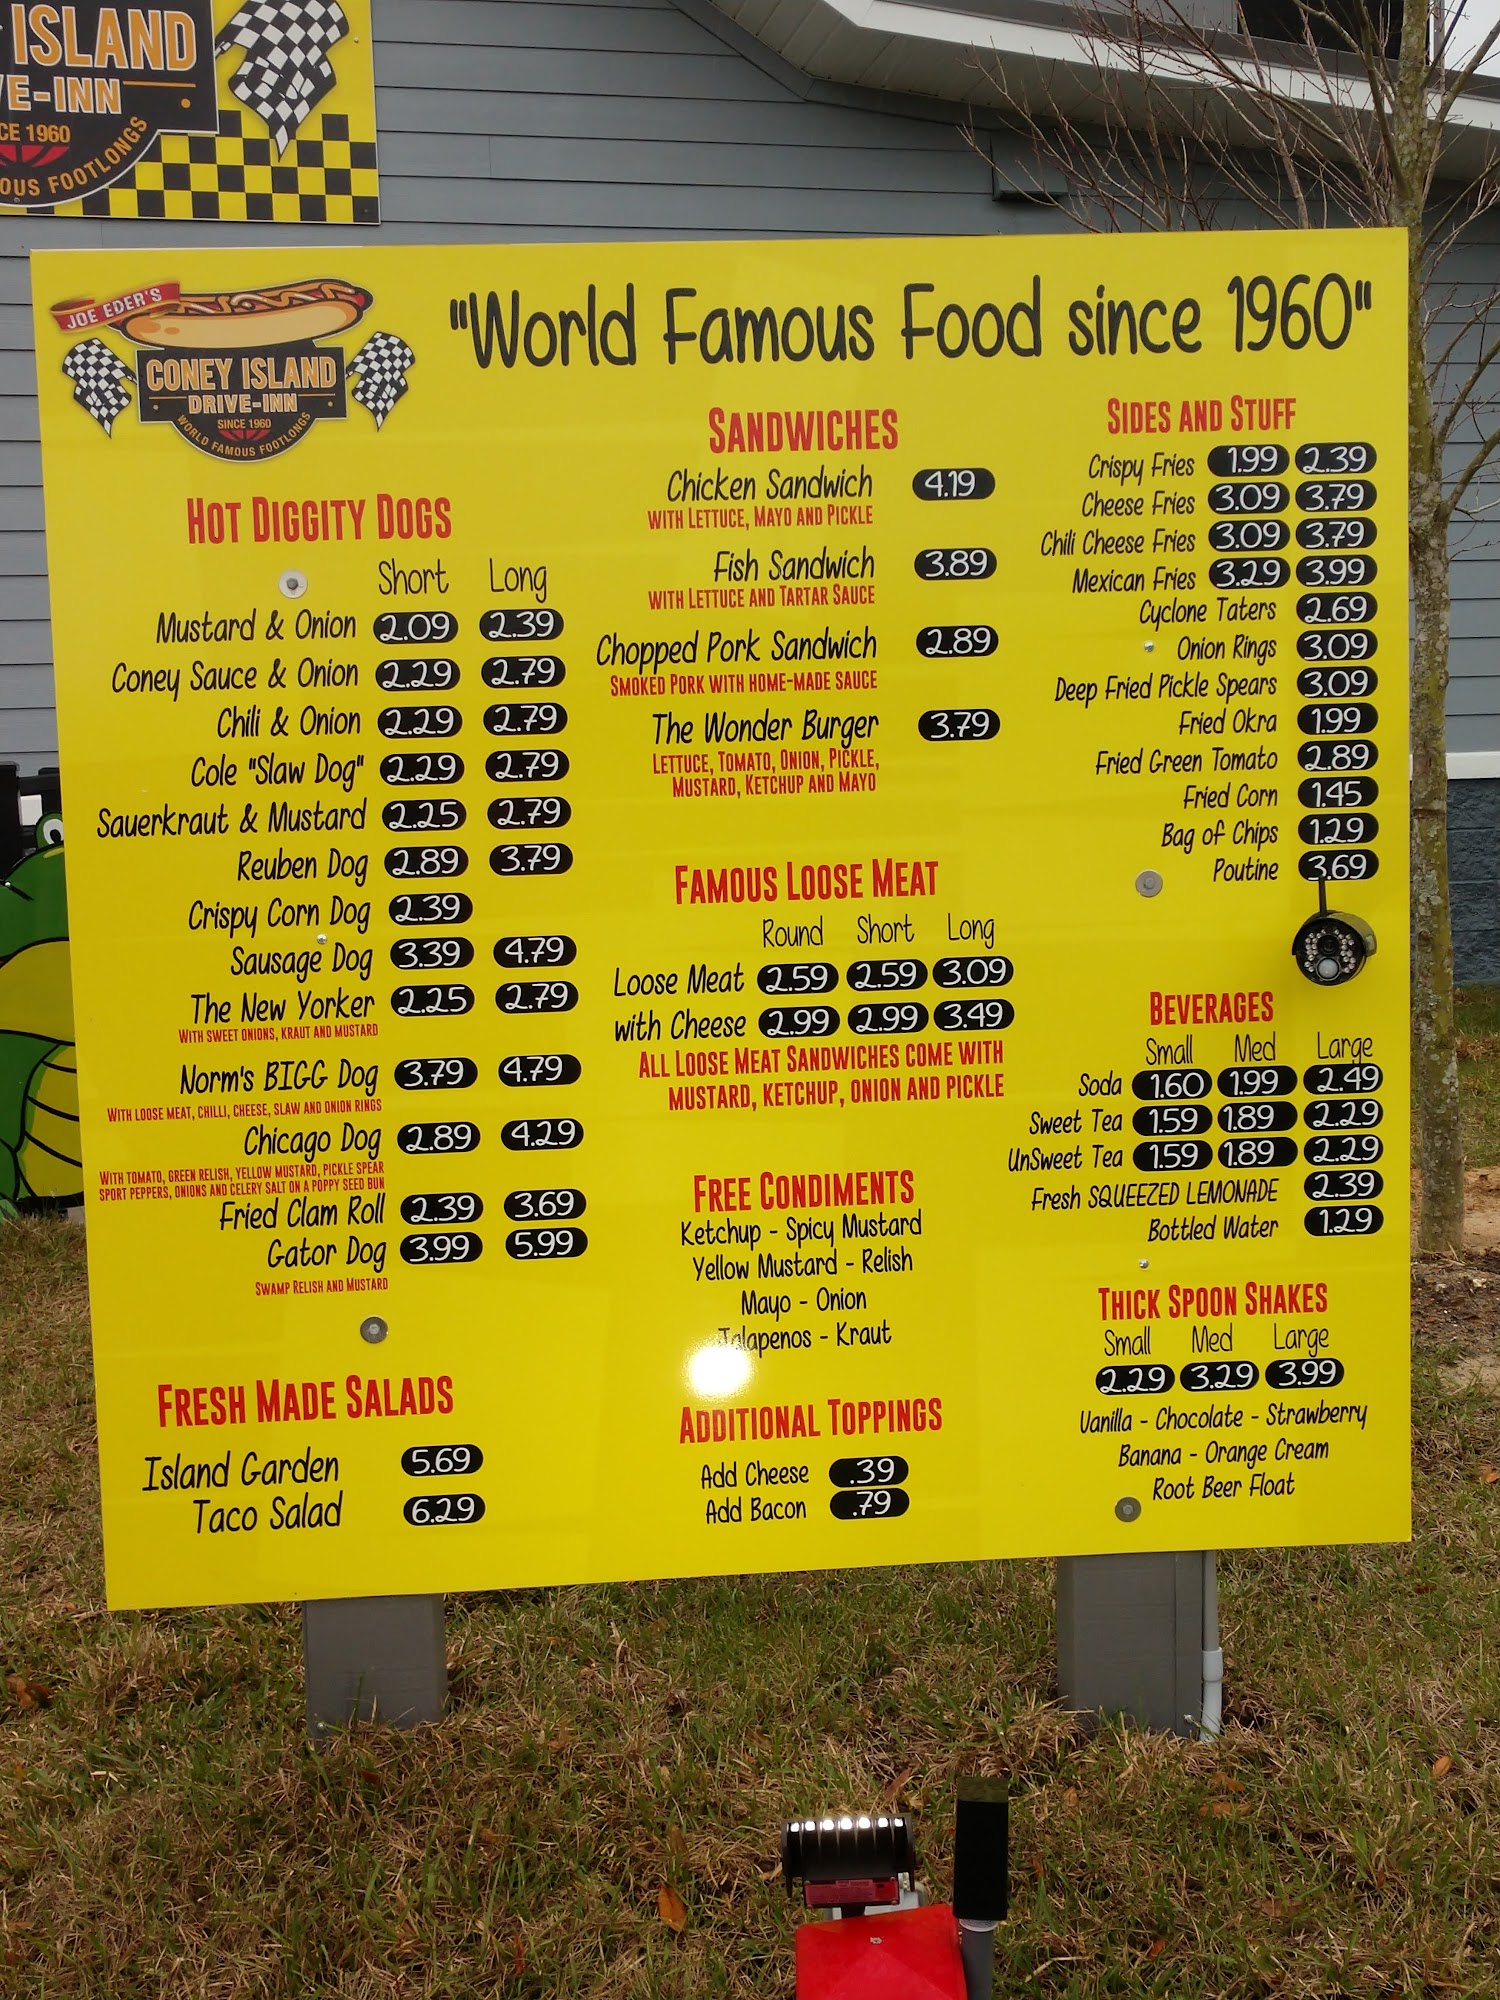 ISLAND
VE-INN
CE 1960
OUS FOOTLONGS
JOE EDER'S
CONEY ISLAND
DRIVE-INN
SINCE 1960
WORLD FAMOUS FOOTLONGS
"World Famous Food since 1960"
HOT DIGGITY DOGS
Short Long
Mustard & Onion 2.09 2.39
Coney Sauce & Onion 2.29 2.79
Chili & Onion 2.29 2.79
Cole "Slaw Dog" 2.29 2.79
Sauerkraut & Mustard 2.25 2.79
Reuben Dog 2.89 3.79
Crispy Corn Dog 2.39
Sausage Dog 3.39 4.79
The New Yorker 2.25 2.79
WITH SWEET ONIONS, KRAUT AND MUSTARD
Norm's BIGG Dog 3.79 4.79
WITH LOOSE MEAT, CHILLI, CHEESE, SLAW AND ONION RINGS
Chicago Dog 2.89 4.29
WITH TOMATO, GREEN RELISH, YELLOW MUSTARD, PICKLE SPEAR
SPORT PEPPERS, ONIONS AND CELERY SALT ON A POPPY SEED BUN
Fried Clam Roll 2.39 3.69
Gator Dog 3.99 5.99
SWAMP RELISH AND MUSTARD
FRESH MADE SALADS
Island Garden 5.69
Taco Salad 6.29
SANDWICHES
Chicken Sandwich 4.19
WITH LETTUCE, MAYO AND PICKLE
Fish Sandwich 3.89
WITH LETTUCE AND TARTAR SAUCE
Chopped Pork Sandwich 2.89
SMOKED PORK WITH HOME-MADE SAUCE
The Wonder Burger 3.79
LETTUCE, TOMATO, ONION, PICKLE,
MUSTARD, KETCHUP AND MAYO
FAMOUS LOOSE MEAT
Round Short Long
Loose Meat 2.59 2.59 3.09
with Cheese 2.99 2.99 3.49
ALL LOOSE MEAT SANDWICHES COME WITH
MUSTARD, KETCHUP, ONION AND PICKLE
FREE CONDIMENTS
Ketchup - Spicy Mustard
Yellow Mustard - Relish
Mayo - Onion
Jalapenos - Kraut
ADDITIONAL TOPPINGS
Add Cheese .39
Add Bacon .79
SIDES AND STUFF
Crispy Fries 1.99 2.39
Cheese Fries 3.09 3.79
Chili Cheese Fries 3.09 3.79
Mexican Fries 3.29 3.99
Cyclone Taters 2.69
Onion Rings 3.09
Deep Fried Pickle Spears 3.09
Fried Okra 1.99
Fried Green Tomato 2.89
Fried Corn 1.45
Bag of Chips 1.29
Poutine 3.69
BEVERAGES
Small Med Large
Soda 1.60 1.99 2.49
Sweet Tea 1.59 1.89 2.29
UnSweet Tea 1.59 1.89 2.29
Fresh SQUEEZED LEMONADE 2.39
Bottled Water 1.29
THICK SPOON SHAKES
Small Med Large
2.29 3.29 3.99
Vanilla - Chocolate - Strawberry
Banana - Orange Cream
Root Beer Float